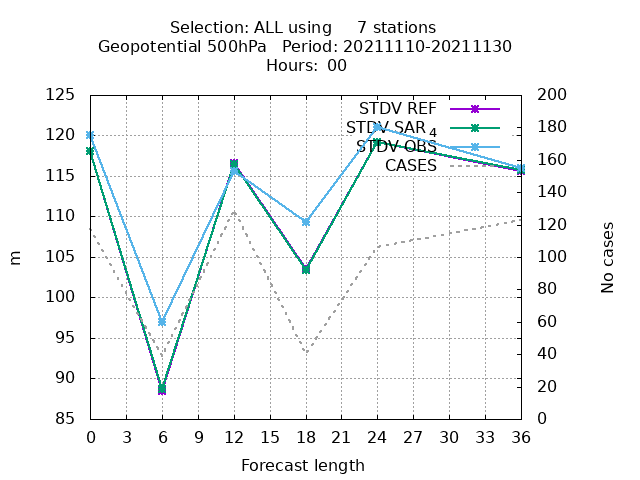 Selection: ALL using     7 stations
Geopotential 500hPa   Period: 20211110-20211130
Hours:  00
STDV REF
STDV SAR 4
STDV OBS
CASES
125
120
115
110
105
100
95
90
85
200
180
160
140
120
100
80
60
40
20
0
m
No cases
0 3 6 9 12 15 18 21 24 27 30 33 36
Forecast length